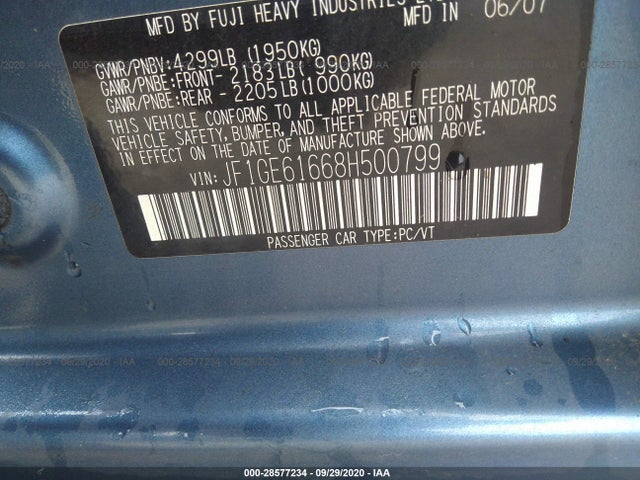 MFD BY FUJI HEAVY INDUSTRIES
MFD IN 06/07
GVWR/PNBV:4299LB (1950KG)
GAWR/PNBE:FRONT- 2183LB( 990KG)
GAWR/PNBE:REAR - 2205LB(1000KG)
THIS VEHICLE CONFORMS TO ALL APPLICABLE FEDERAL MOTOR
VEHICLE SAFETY, BUMPER, AND THEFT PREVENTION STANDARDS
IN EFFECT ON THE DATE OF MANUFACTURE SHOWN ABOVE.
VIN: JF1GE61668H500799
PASSENGER CAR TYPE:PC/VT
000-28577234 - 09/29/2020 - IAA